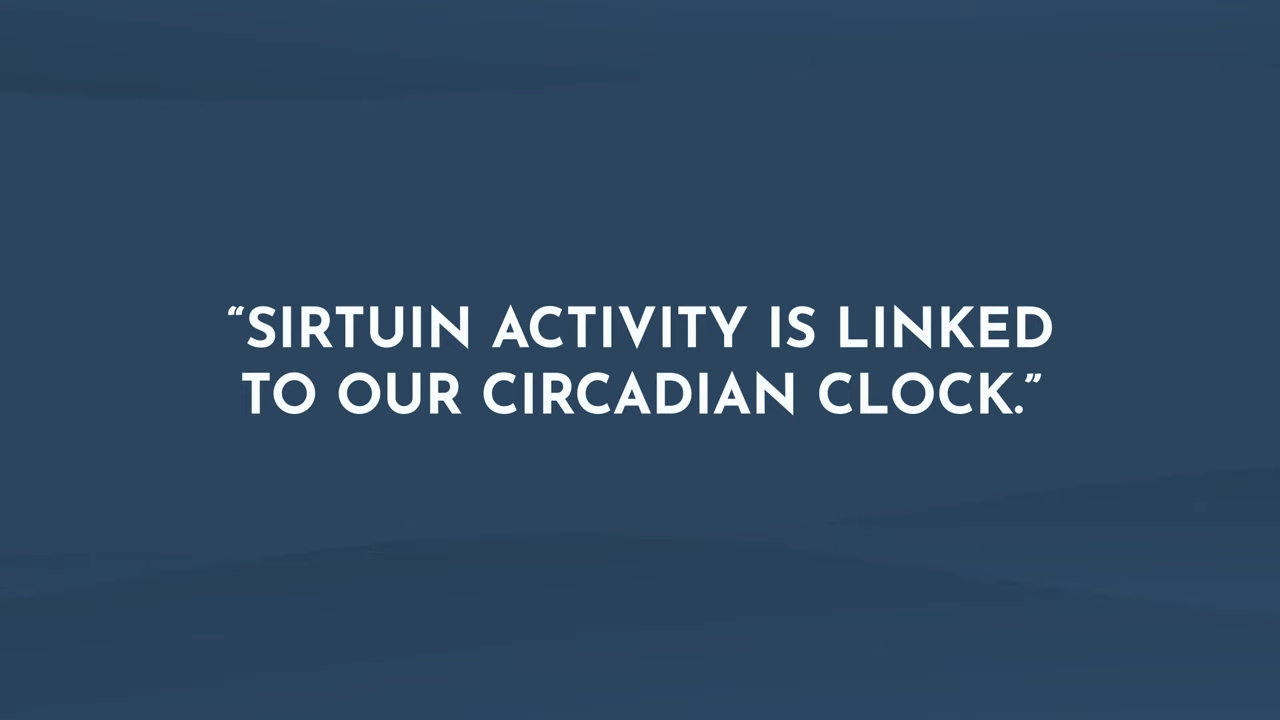 “SIRTUIN ACTIVITY IS LINKED
TO OUR CIRCADIAN CLOCK.”